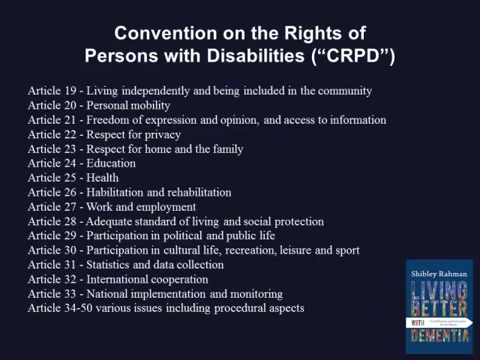 Convention on the Rights of
Persons with Disabilities (“CRPD”)
Article 19 - Living independently and being included in the community
Article 20 - Personal mobility
Article 21 - Freedom of expression and opinion, and access to information
Article 22 - Respect for privacy
Article 23 - Respect for home and the family
Article 24 - Education
Article 25 - Health
Article 26 - Habilitation and rehabilitation
Article 27 - Work and employment
Article 28 - Adequate standard of living and social protection
Article 29 - Participation in political and public life
Article 30 - Participation in cultural life, recreation, leisure and sport
Article 31 - Statistics and data collection
Article 32 - International cooperation
Article 33 - National implementation and monitoring
Article 34-50 various issues including procedural aspects
Shibley Rahman
LIVING
BETTER
WITH
DEMENTIA